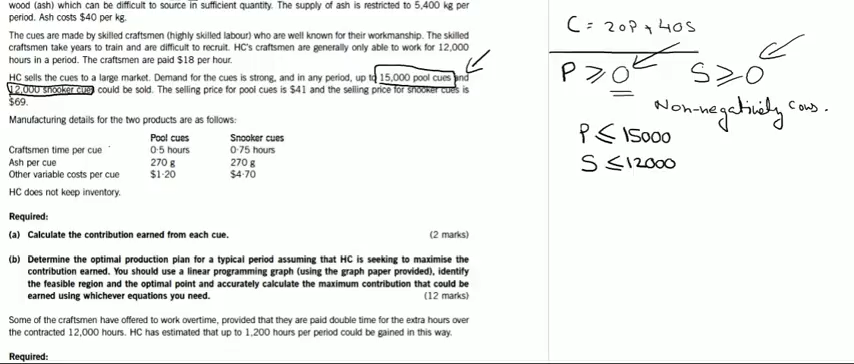 wood (ash) which can be difficult to source in sufficient quantity. The supply of ash is restricted to 5,400 kg per
period. Ash costs $40 per kg.
The cues are made by skilled craftsmen (highly skilled labour) who are well known for their workmanship. The skilled
craftsmen take years to train and are difficult to recruit. HC's craftsmen are generally only able to work for 12,000
hours in a period. The craftsmen are paid $18 per hour.
HC sells the cues to a large market. Demand for the cues is strong, and in any period, up to 15,000 pool cues and
12,000 snooker cues could be sold. The selling price for pool cues is $41 and the selling price for snooker cues is
$69.
Manufacturing details for the two products are as follows:
Pool cues Snooker cues
Craftsmen time per cue 0·5 hours 0·75 hours
Ash per cue 270 g 270 g
Other variable costs per cue $1·20 $4·70
HC does not keep inventory.
Required:
(a) Calculate the contribution earned from each cue. (2 marks)
(b) Determine the optimal production plan for a typical period assuming that HC is seeking to maximise the
contribution earned. You should use a linear programming graph (using the graph paper provided), identify
the feasible region and the optimal point and accurately calculate the maximum contribution that could be
earned using whichever equations you need. (12 marks)
Some of the craftsmen have offered to work overtime, provided that they are paid double time for the extra hours over
the contracted 12,000 hours. HC has estimated that up to 1,200 hours per period could be gained in this way.
Required:
C = 20P + 40S
P ≥ 0 S ≥ 0
Non-negatively cons.
P ≤ 15000
S ≤ 12000